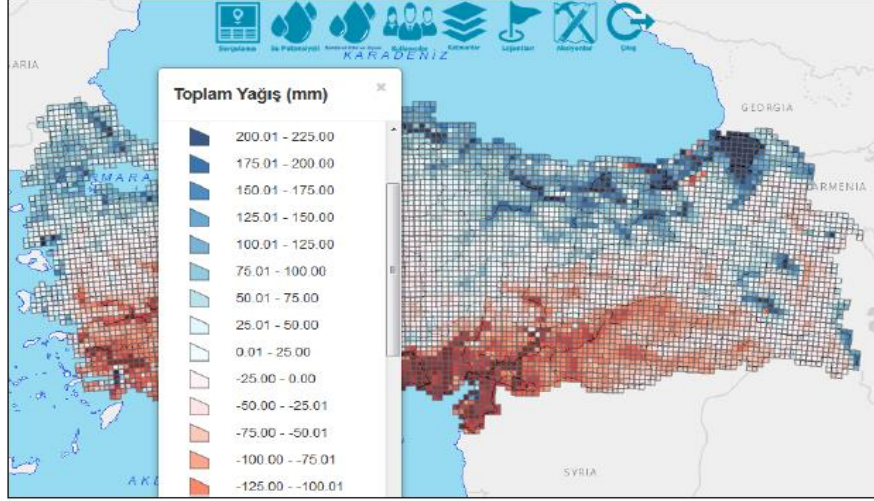 Su Potansiyeli
Kullanıcılar
Katmanlar
Lejantlar
Aksiyonlar
Çıkış
KARADENİZ
ARIA
GEORGIA
Toplam Yağış (mm)
×
200.01 - 225.00
175.01 - 200.00
150.01 - 175.00
125.01 - 150.00
100.01 - 125.00
75.01 - 100.00
50.01 - 75.00
25.01 - 50.00
0.01 - 25.00
-25.00 - 0.00
-50.00 - -25.01
-75.00 - -50.01
-100.00 - -75.01
-125.00 - -100.01
MARA
ARMENIA
SYRIA
AK